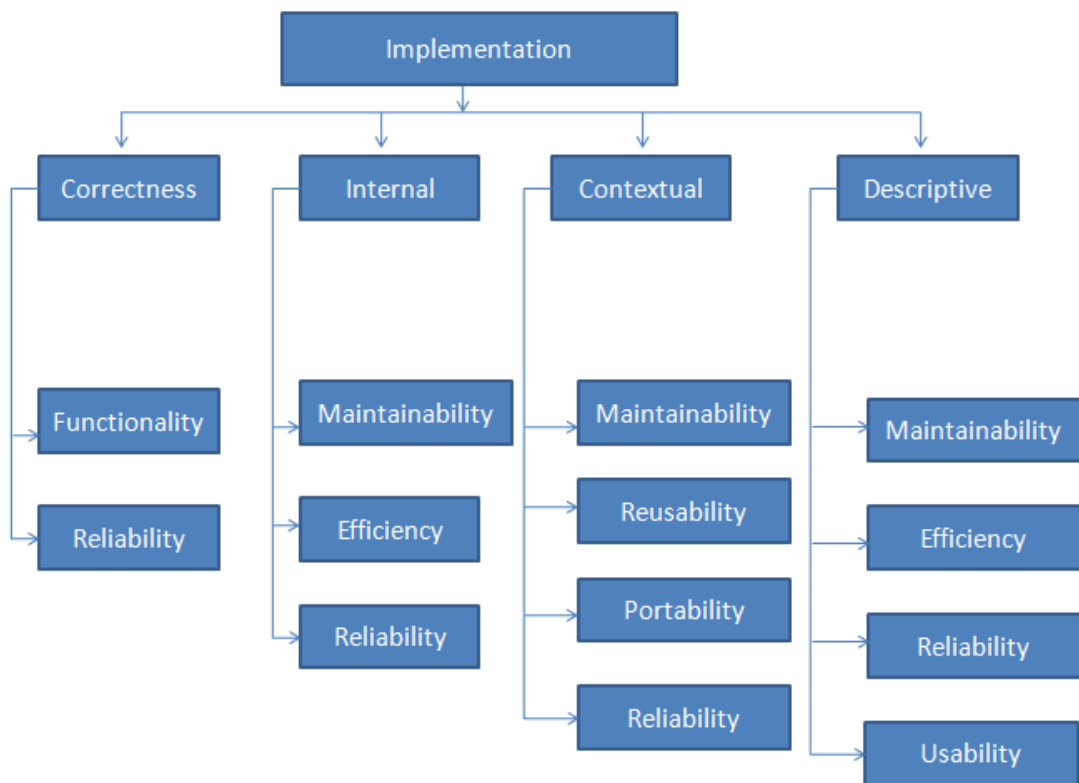 Implementation
Correctness
Internal
Contextual
Descriptive
Functionality
Reliability
Maintainability
Efficiency
Reliability
Maintainability
Reusability
Portability
Reliability
Maintainability
Efficiency
Reliability
Usability